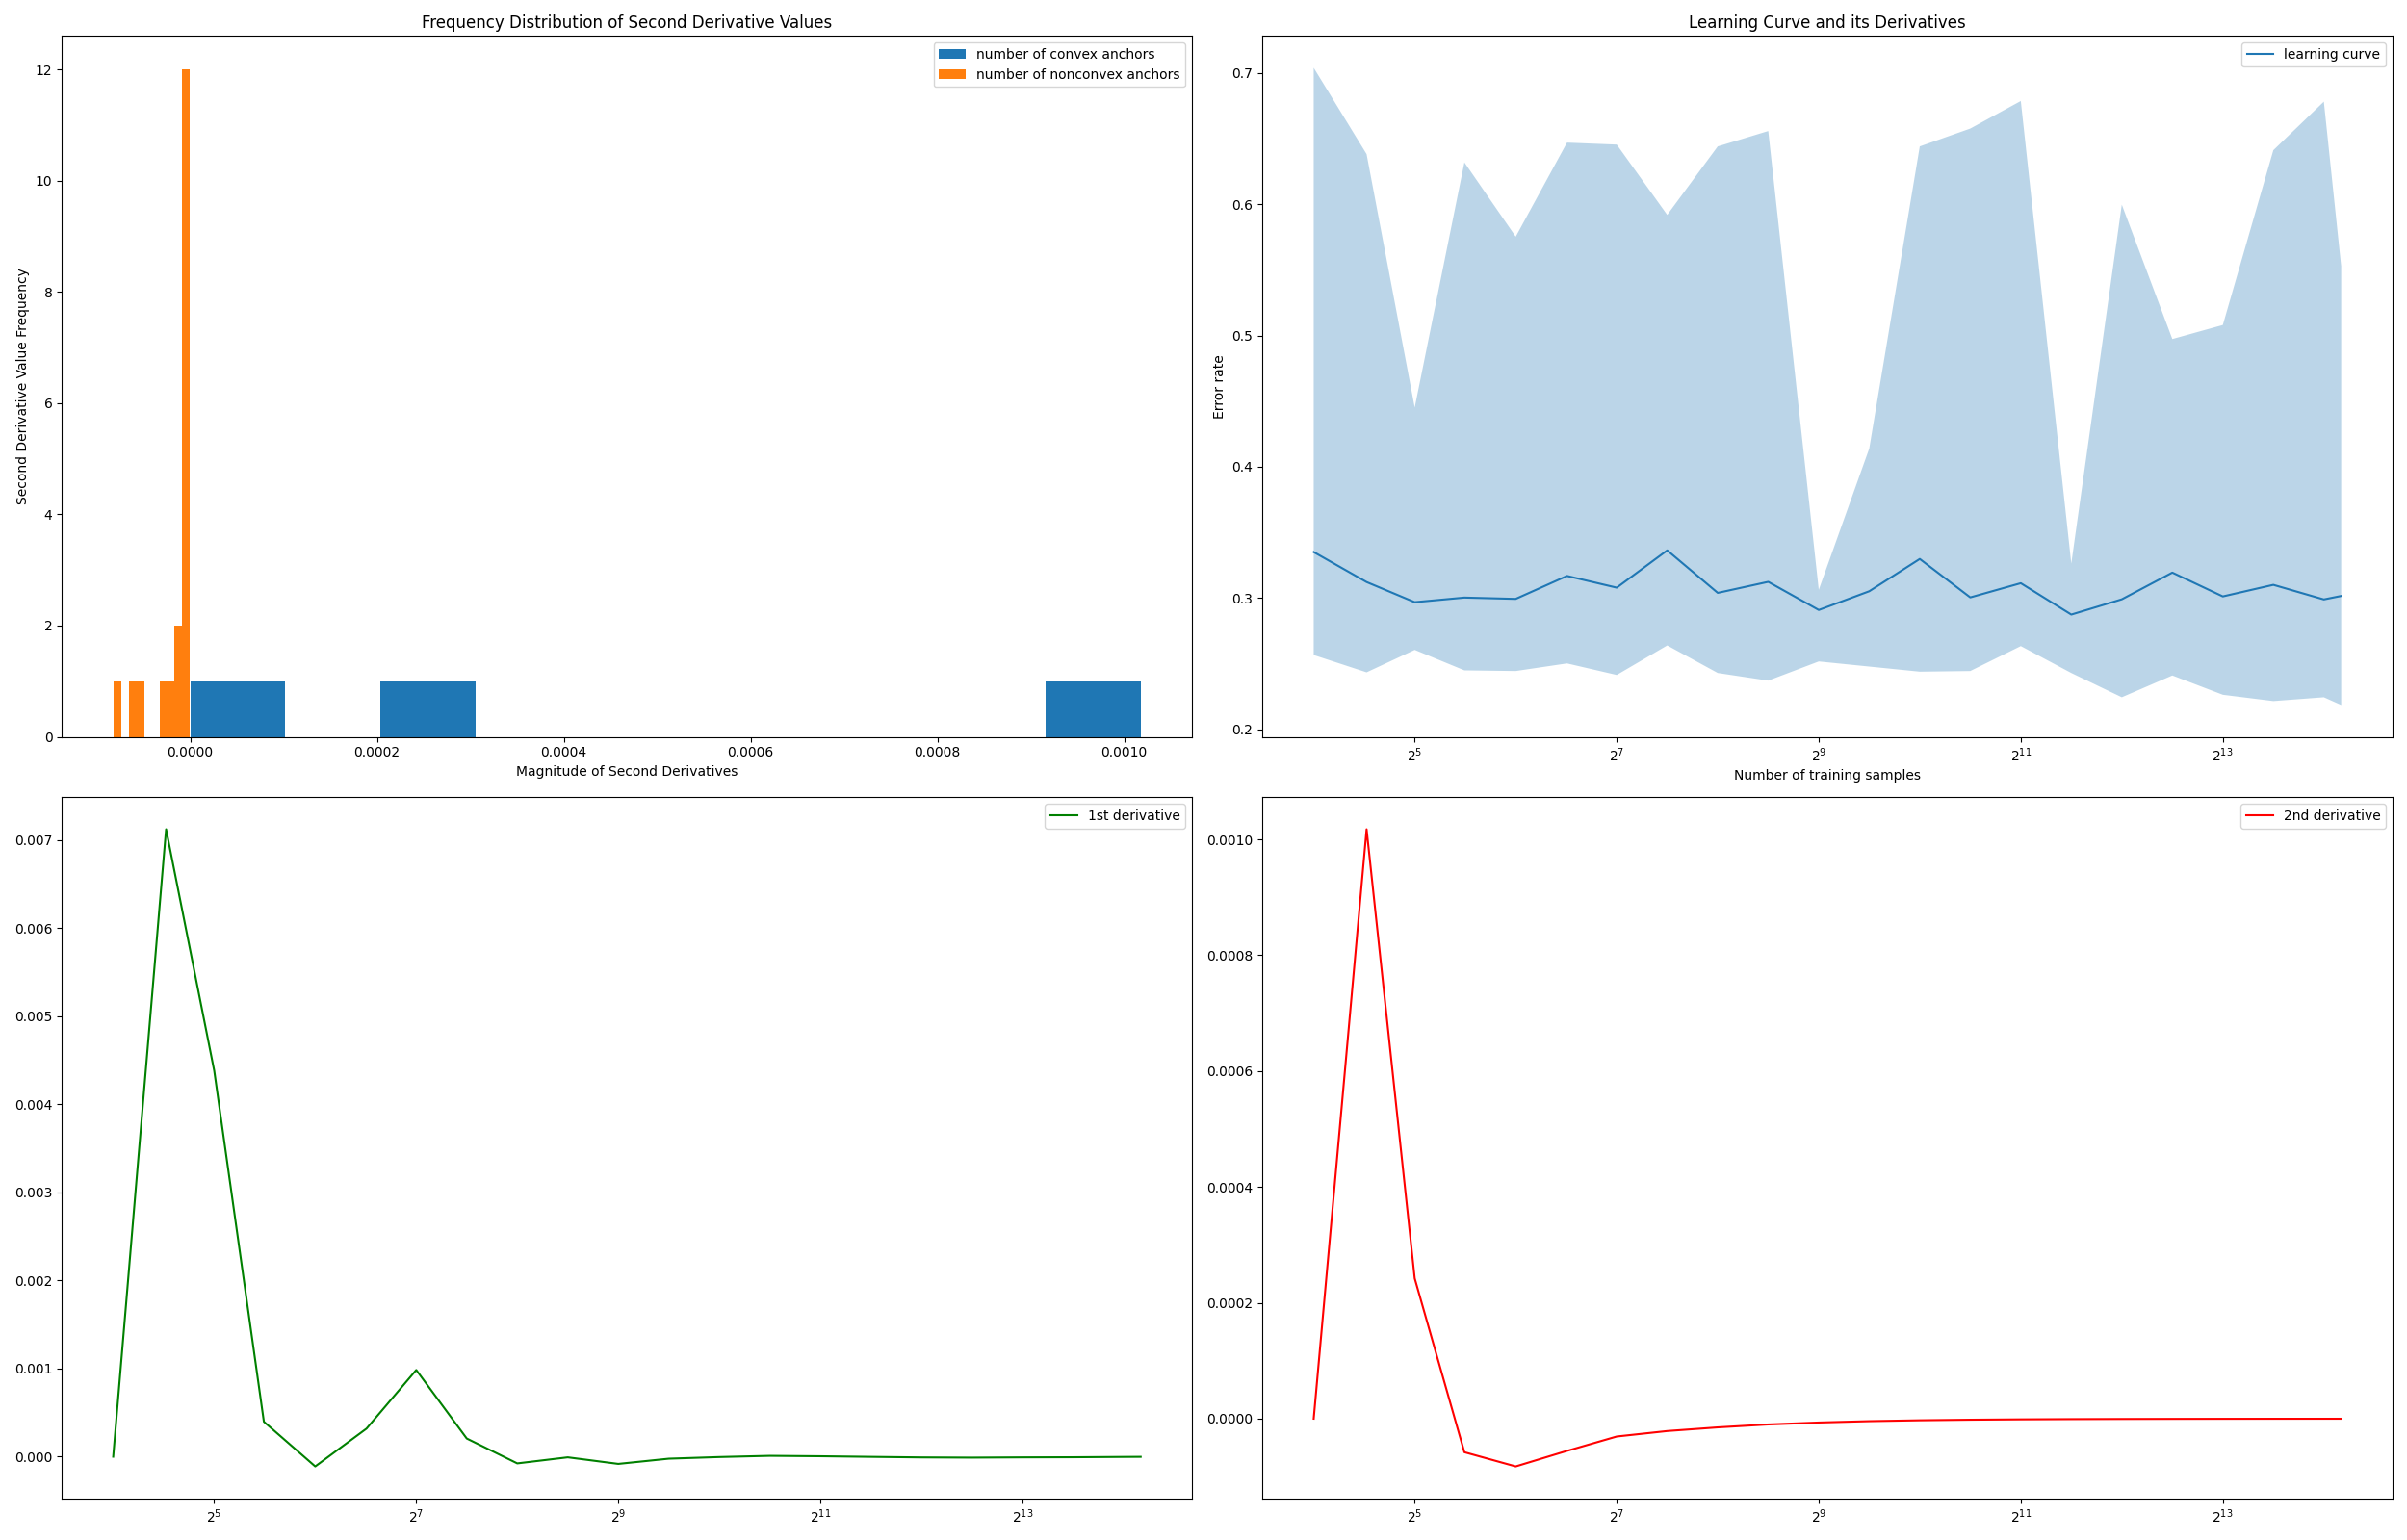 Frequency Distribution of Second Derivative Values
number of convex anchors
number of nonconvex anchors
12
10
8
6
4
2
0
Second Derivative Value Frequency
0.0000 0.0002 0.0004 0.0006 0.0008 0.0010
Magnitude of Second Derivatives
Learning Curve and its Derivatives
learning curve
0.7
0.6
0.5
0.4
0.3
0.2
Error rate
2^5 2^7 2^9 2^11 2^13
Number of training samples
1st derivative
0.007
0.006
0.005
0.004
0.003
0.002
0.001
0.000
2^5 2^7 2^9 2^11 2^13
2nd derivative
0.0010
0.0008
0.0006
0.0004
0.0002
0.0000
2^5 2^7 2^9 2^11 2^13